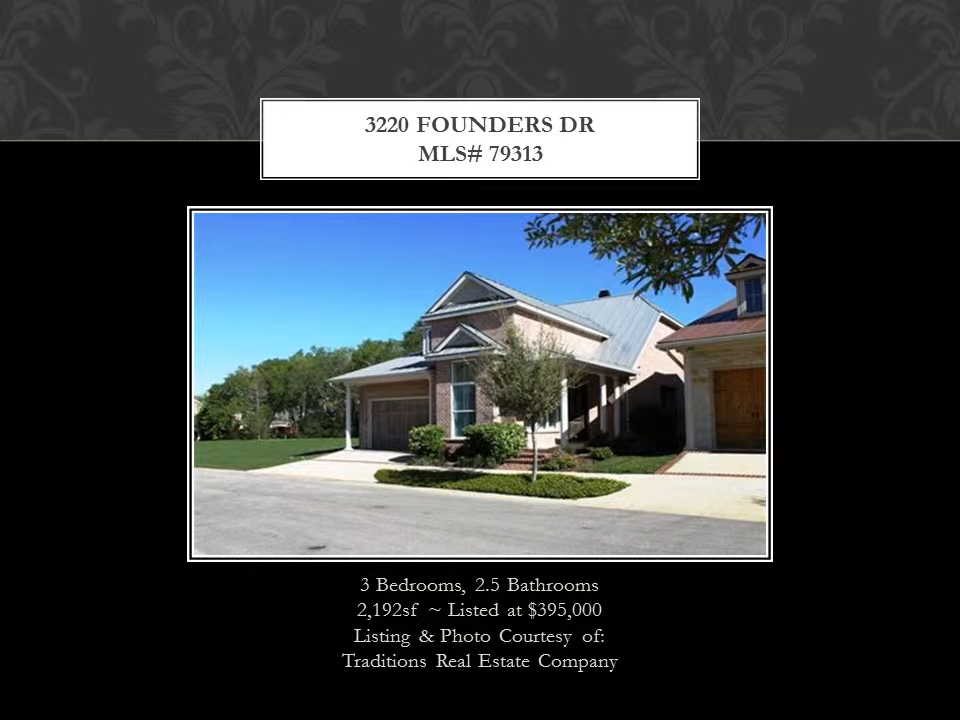 3220 FOUNDERS DR
MLS# 79313
3 Bedrooms, 2.5 Bathrooms
2,192sf ~ Listed at $395,000
Listing & Photo Courtesy of:
Traditions Real Estate Company